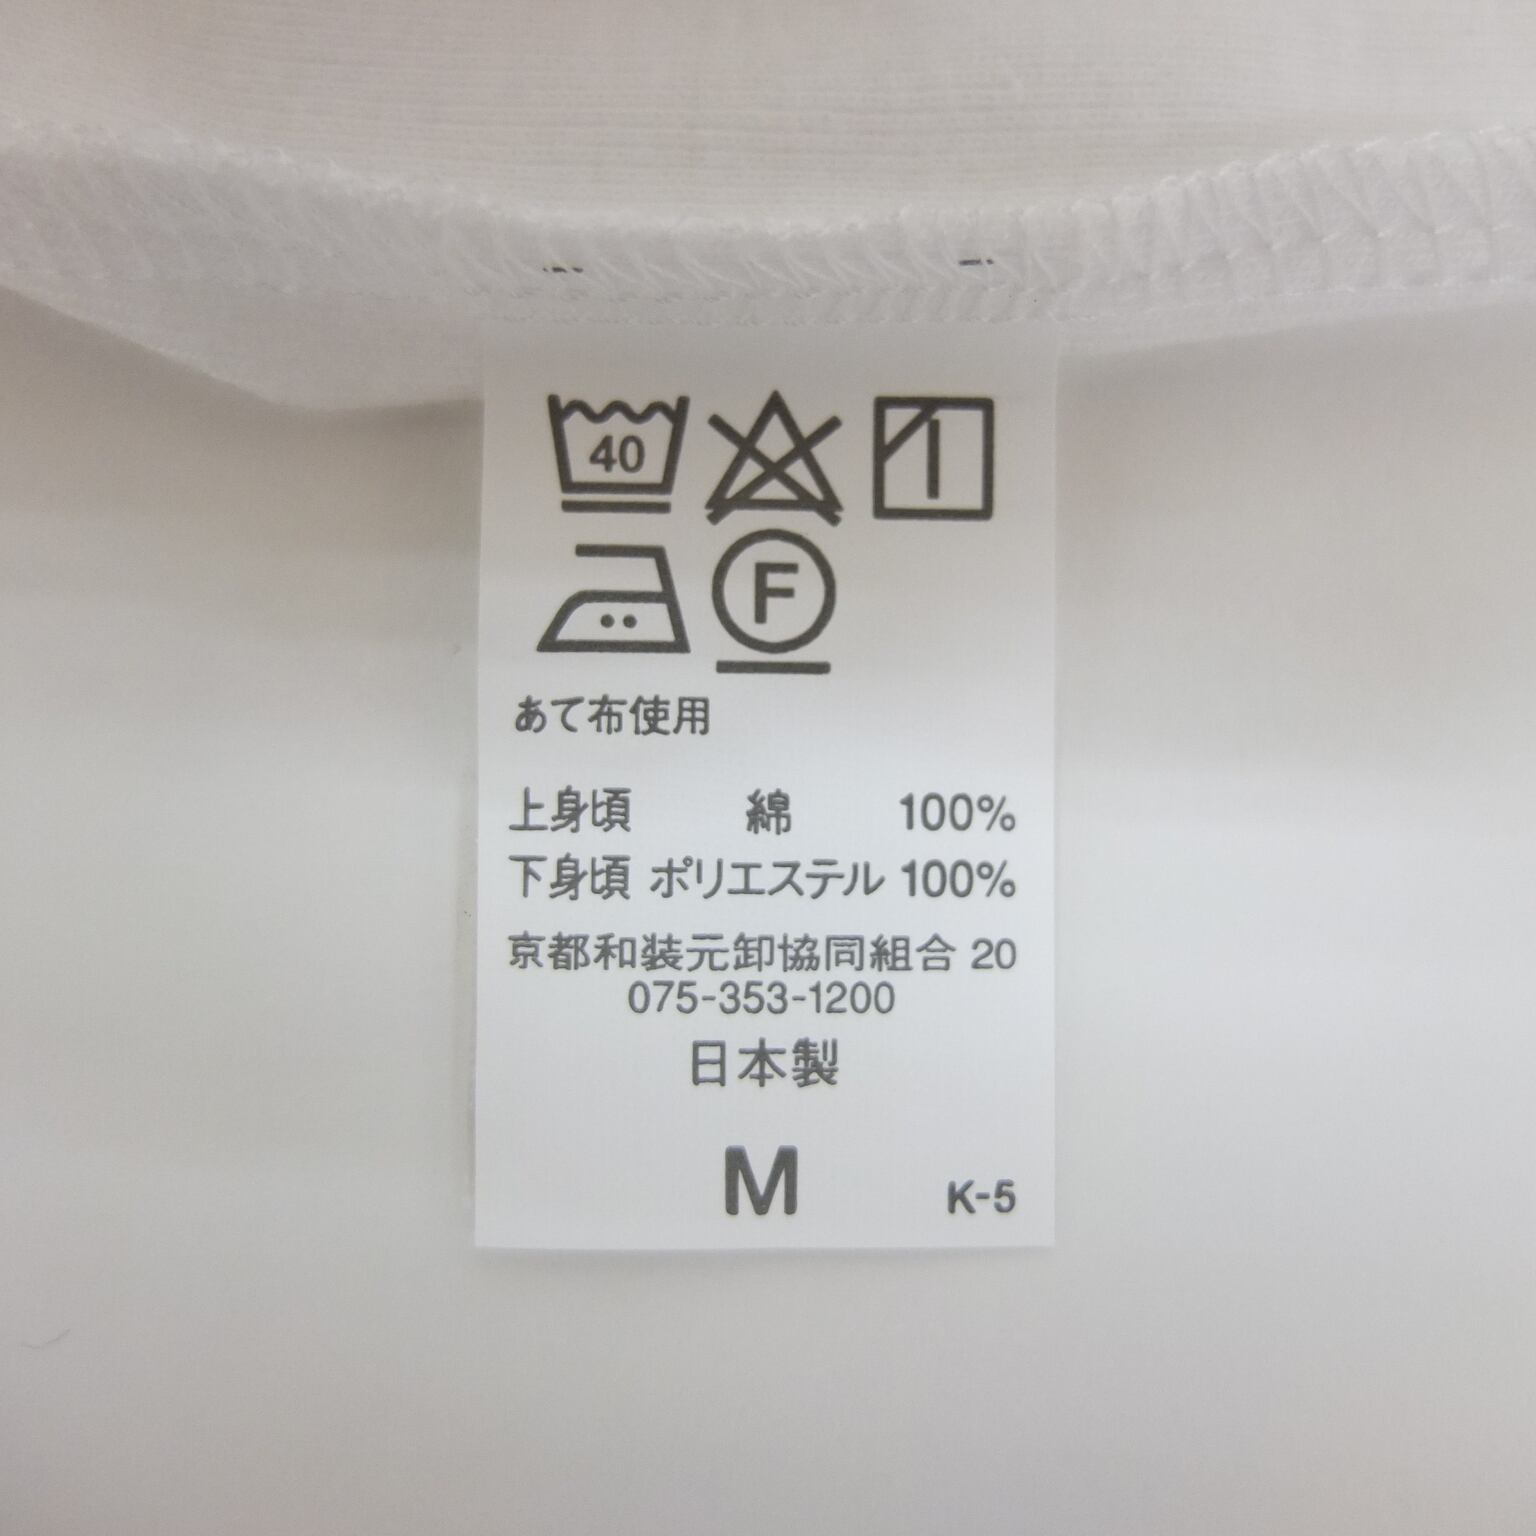 40
F
あて布使用
上身頃 綿 100%
下身頃 ポリエステル 100%
京都和装元卸協同組合 20
075-353-1200
日本製
M K-5